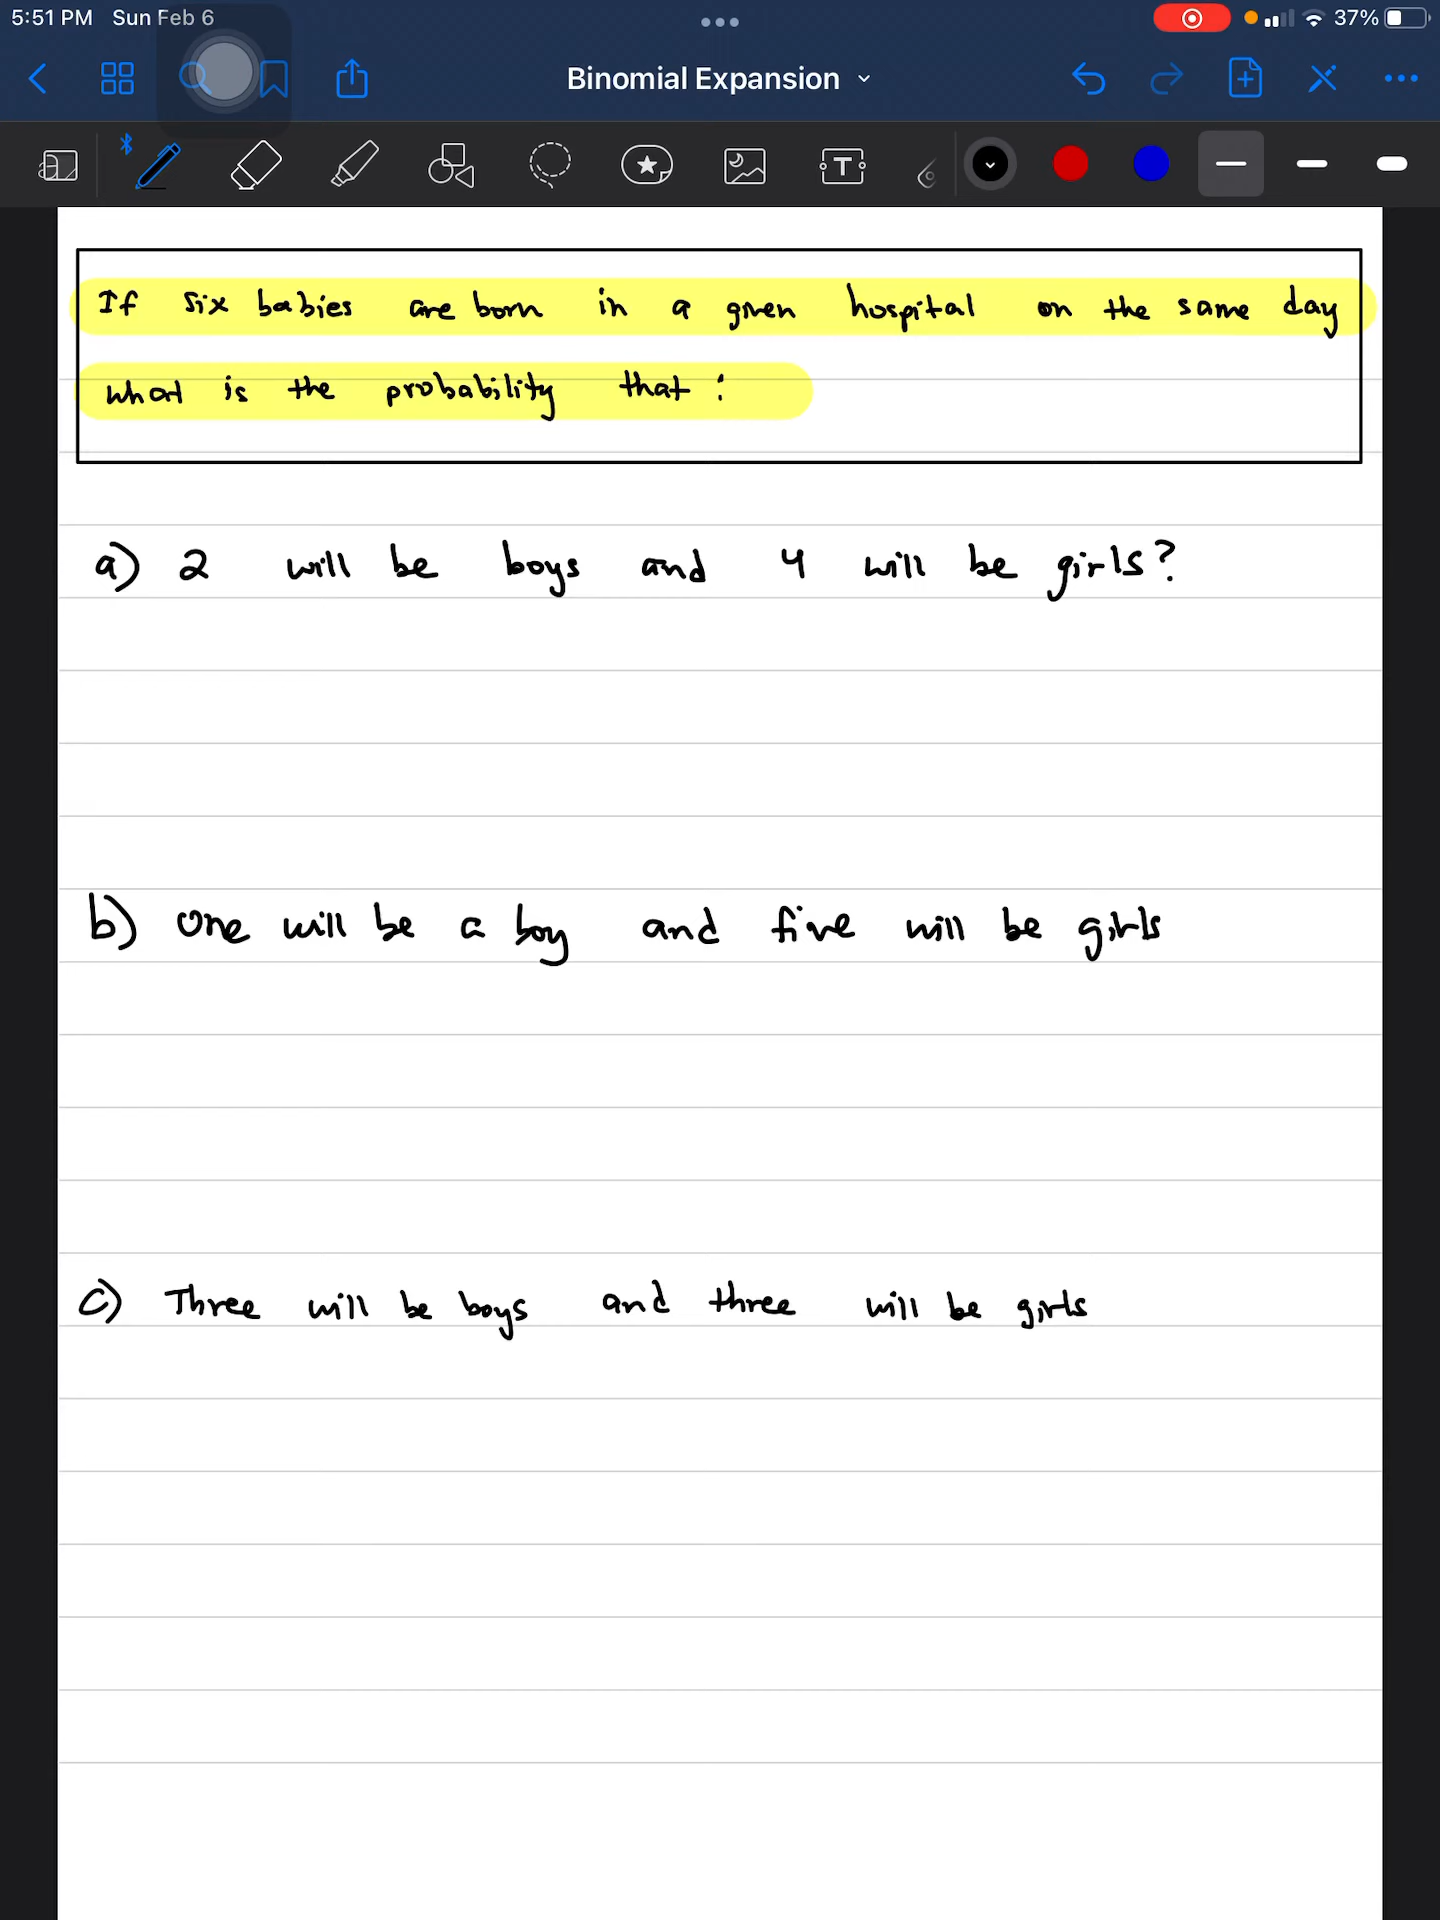 5:51 PM Sun Feb 6
37%
Binomial Expansion
If six babies are born in a given hospital on the same day
what is the probability that :
a) 2 will be boys and 4 will be girls?
b) one will be a boy and five will be girls
c) Three will be boys and three will be girls